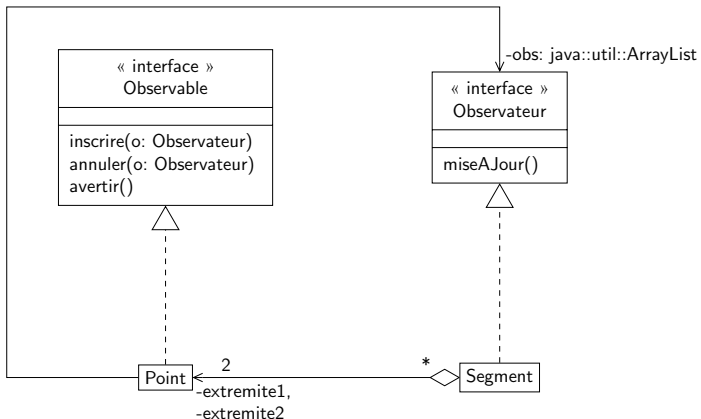 -obs: java::util::ArrayList
« interface »
Observable
inscrire(o: Observateur)
annuler(o: Observateur)
avertir()
« interface »
Observateur
miseAJour()
Point
2
-extremite1,
-extremite2
*
Segment